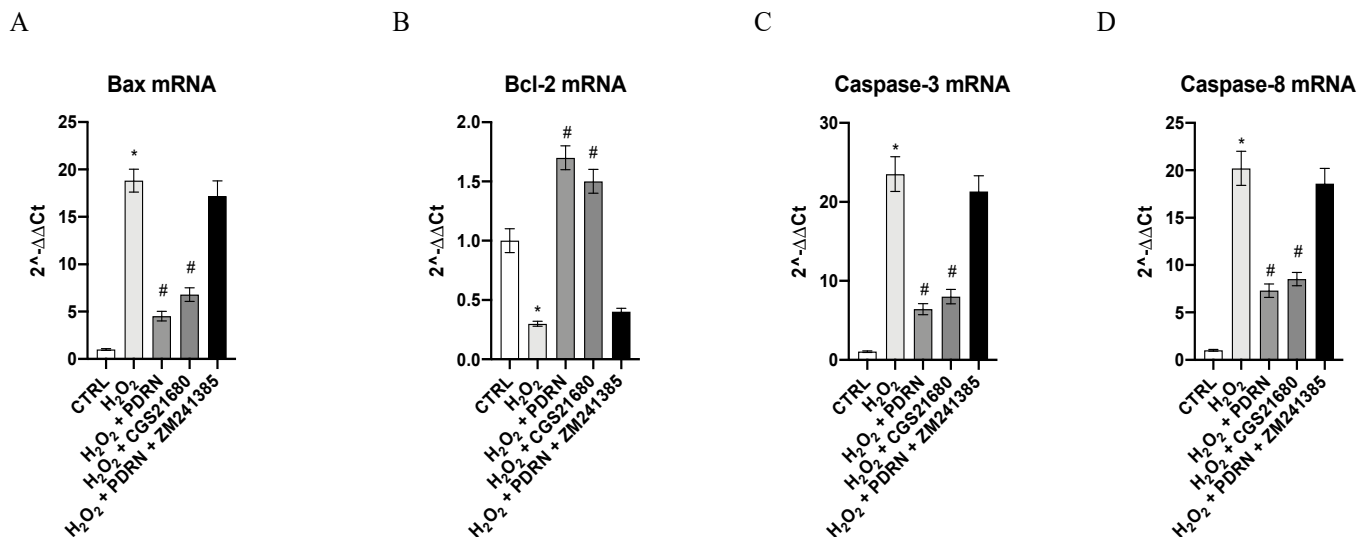 A
Bax mRNA
2^-ΔΔCt
25
20
15
10
5
0
*
#
#
CTRL
H₂O₂
H₂O₂ + PDRN
H₂O₂ + CGS21680
H₂O₂ + PDRN + ZM241385
B
Bcl-2 mRNA
2^-ΔΔCt
2.0
1.5
1.0
0.5
0.0
*
#
#
CTRL
H₂O₂
H₂O₂ + PDRN
H₂O₂ + CGS21680
H₂O₂ + PDRN + ZM241385
C
Caspase-3 mRNA
2^-ΔΔCt
30
20
10
0
*
#
#
CTRL
H₂O₂
H₂O₂ + PDRN
H₂O₂ + CGS21680
H₂O₂ + PDRN + ZM241385
D
Caspase-8 mRNA
2^-ΔΔCt
25
20
15
10
5
0
*
#
#
CTRL
H₂O₂
H₂O₂ + PDRN
H₂O₂ + CGS21680
H₂O₂ + PDRN + ZM241385